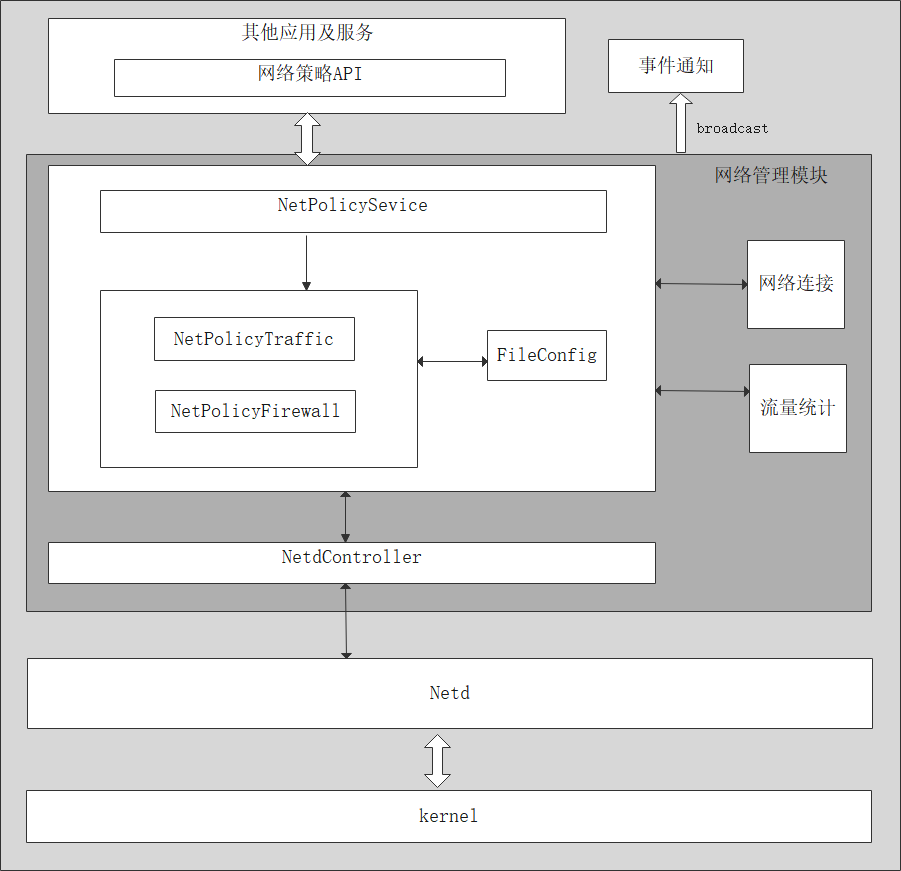 其他应用及服务
网络策略API
事件通知
broadcast
网络管理模块
NetPolicySevice
网络连接
NetPolicyTraffic
FileConfig
NetPolicyFirewall
流量统计
NetdController
Netd
kernel